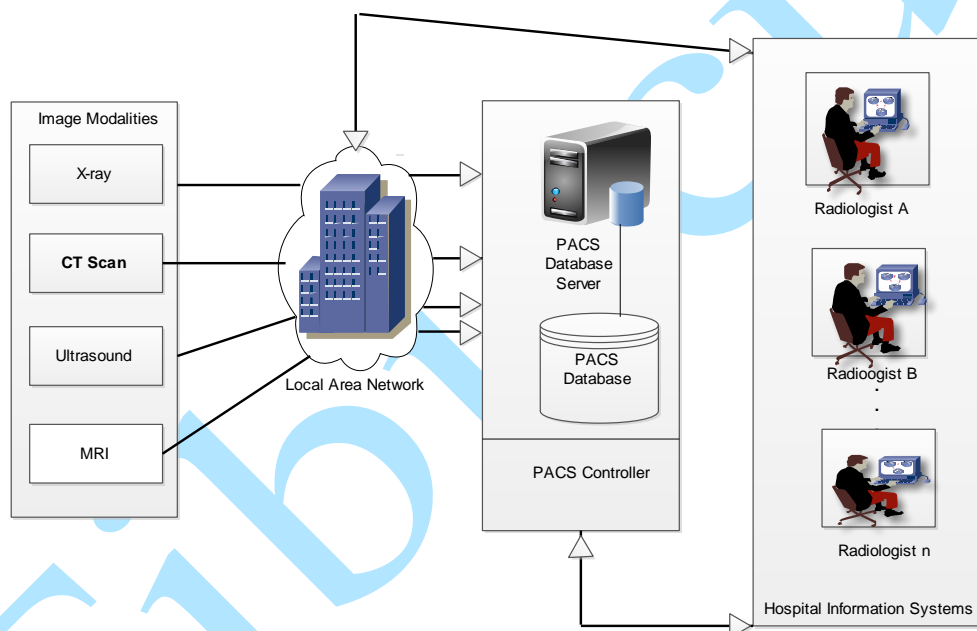 Image Modalities
X-ray
CT Scan
Ultrasound
MRI
Local Area Network
PACS
Database
Server
PACS
Database
PACS Controller
Radiologist A
Radioogist B
Radiologist n
Hospital Information Systems